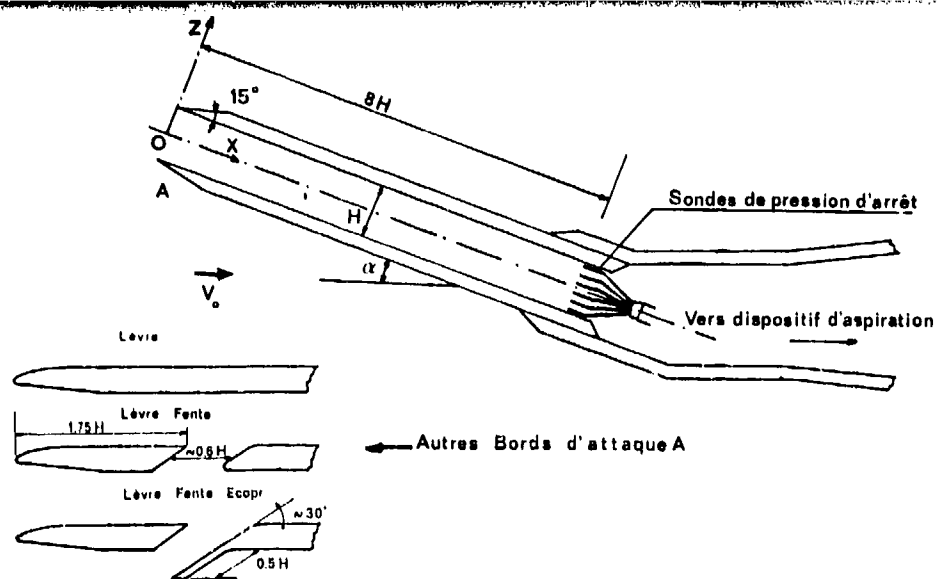 Z
8H
15°
O
X
A
H
Sondes de pression d'arrêt
α
V₀
Vers dispositif d'aspiration
Lèvre
Lèvre Fente
1.75 H
~0.6 H
Autres Bords d'attaque A
Lèvre Fente Ecope
~30°
0.5 H